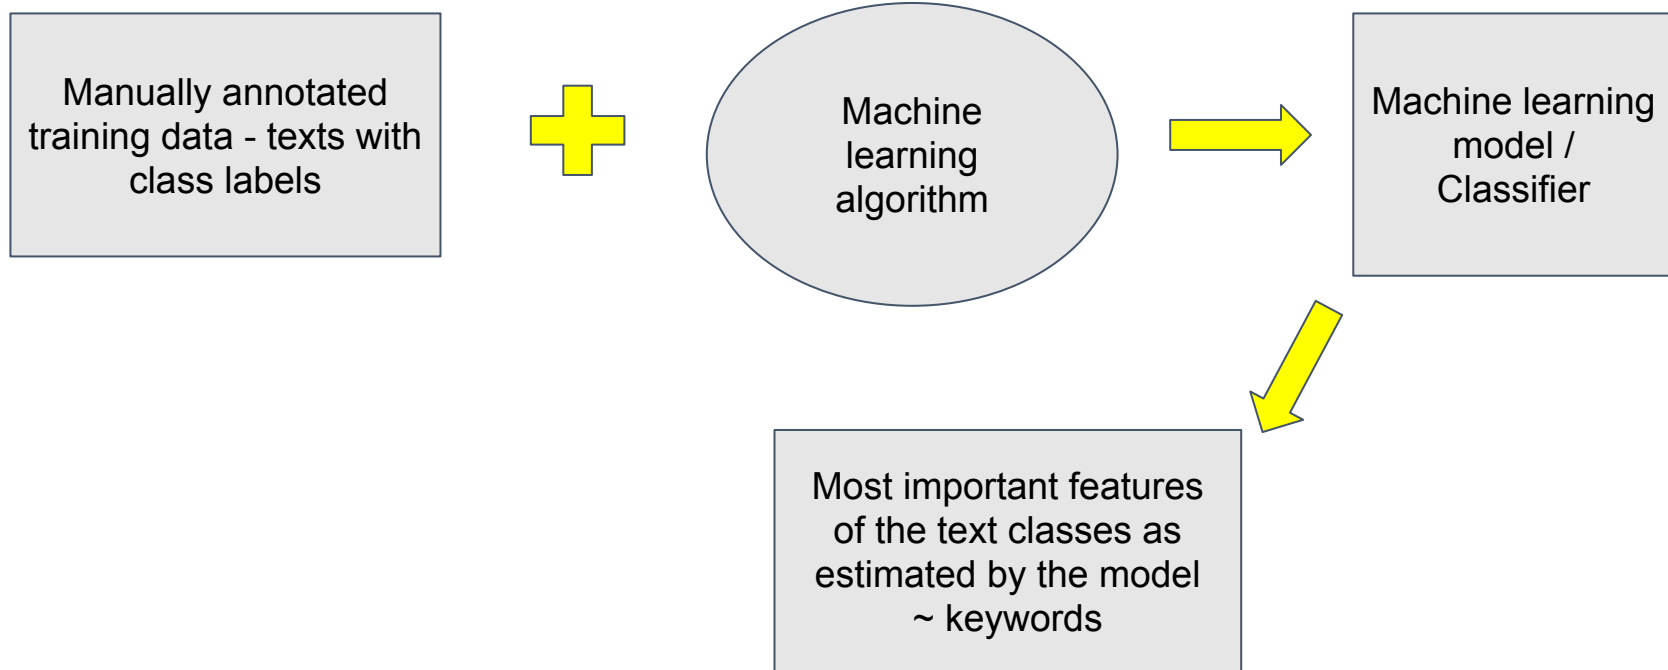 Manually annotated
training data - texts with
class labels
Machine
learning
algorithm
Machine learning
model /
Classifier
Most important features
of the text classes as
estimated by the model
~ keywords